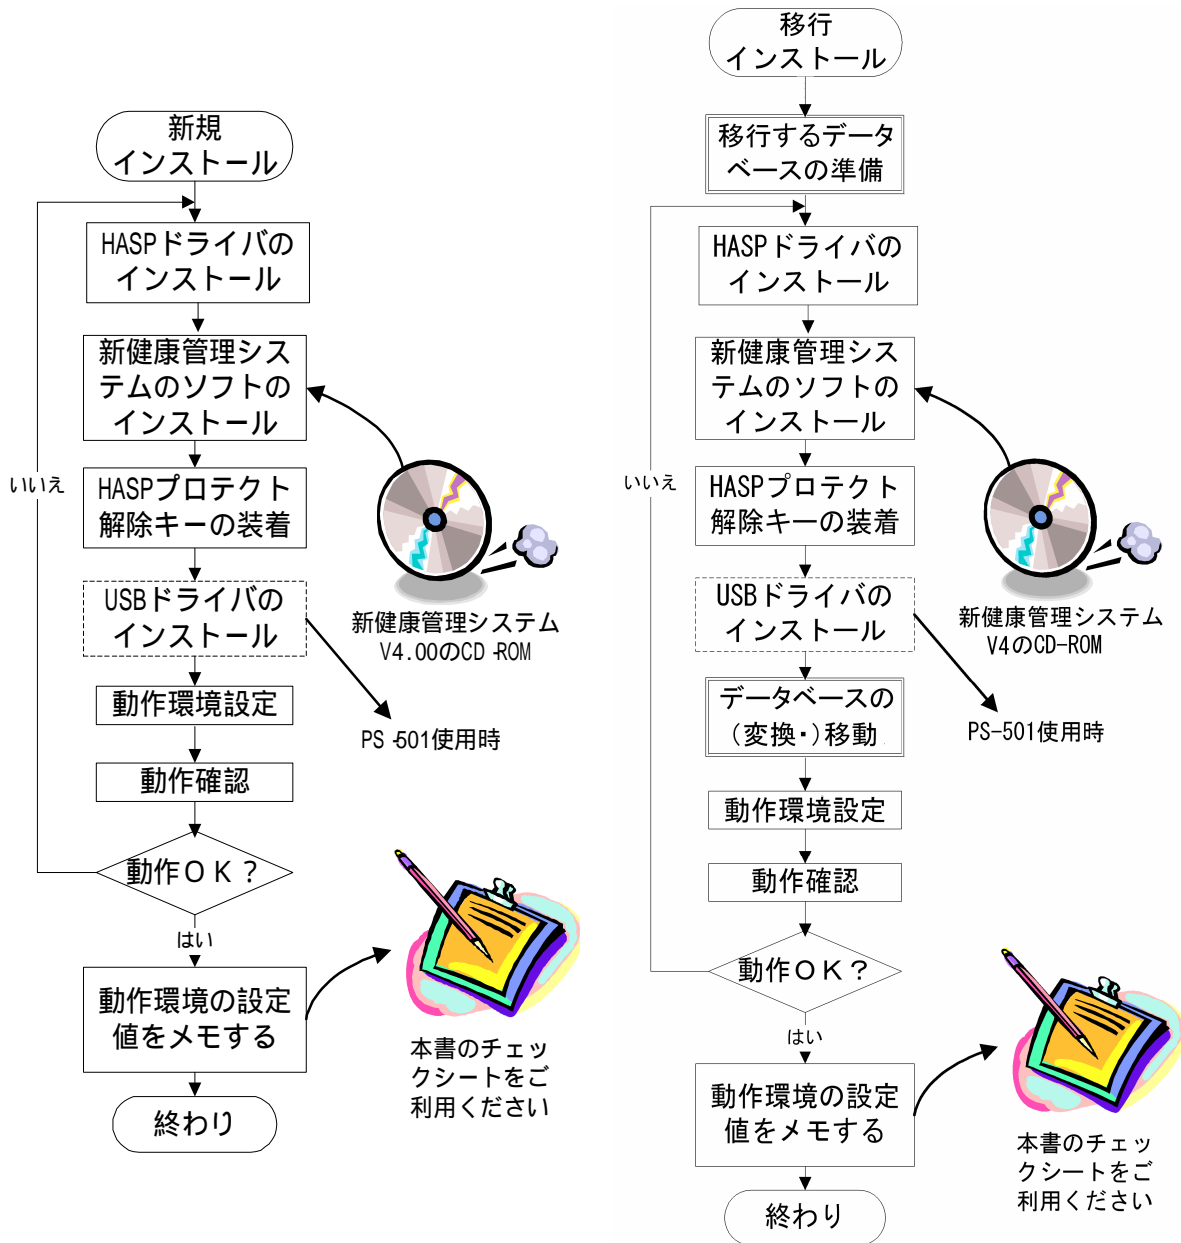 新規
インストール
HASPドライバの
インストール
新健康管理シス
テムのソフトの
インストール
いいえ
HASPプロテクト
解除キーの装着
USBドライバの
インストール
新健康管理システム
V4.00のCD-ROM
動作環境設定
PS-501使用時
動作確認
動作ＯＫ？
はい
動作環境の設定
値をメモする
本書のチェッ
クシートをご
利用ください
終わり
移行
インストール
移行するデータ
ベースの準備
HASPドライバの
インストール
新健康管理シス
テムのソフトの
インストール
いいえ
HASPプロテクト
解除キーの装着
USBドライバの
インストール
新健康管理システム
V4のCD-ROM
データベースの
（変換・）移動
PS-501使用時
動作環境設定
動作確認
動作ＯＫ？
はい
動作環境の設定
値をメモする
本書のチェッ
クシートをご
利用ください
終わり